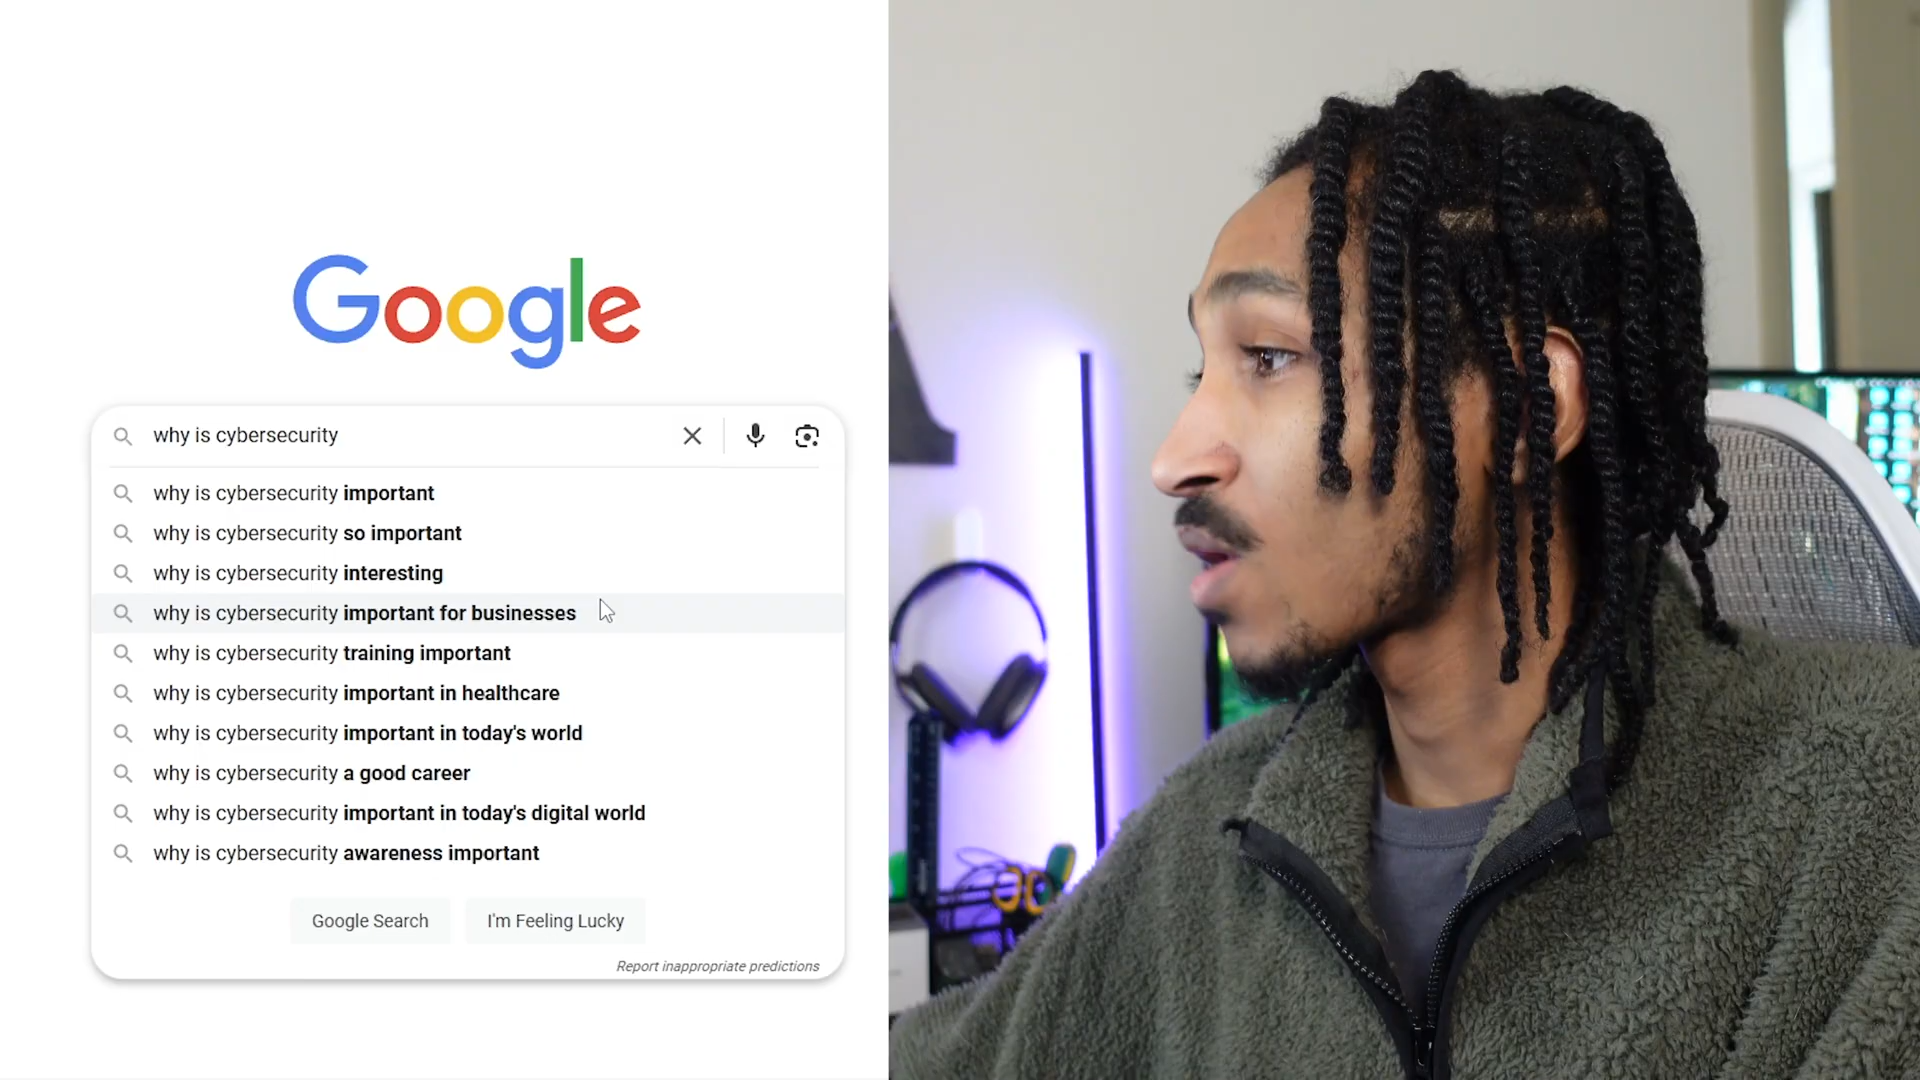 Google
why is cybersecurity
why is cybersecurity important
why is cybersecurity so important
why is cybersecurity interesting
why is cybersecurity important for businesses
why is cybersecurity training important
why is cybersecurity important in healthcare
why is cybersecurity important in today's world
why is cybersecurity a good career
why is cybersecurity important in today's digital world
why is cybersecurity awareness important
Google Search
I'm Feeling Lucky
Report inappropriate predictions